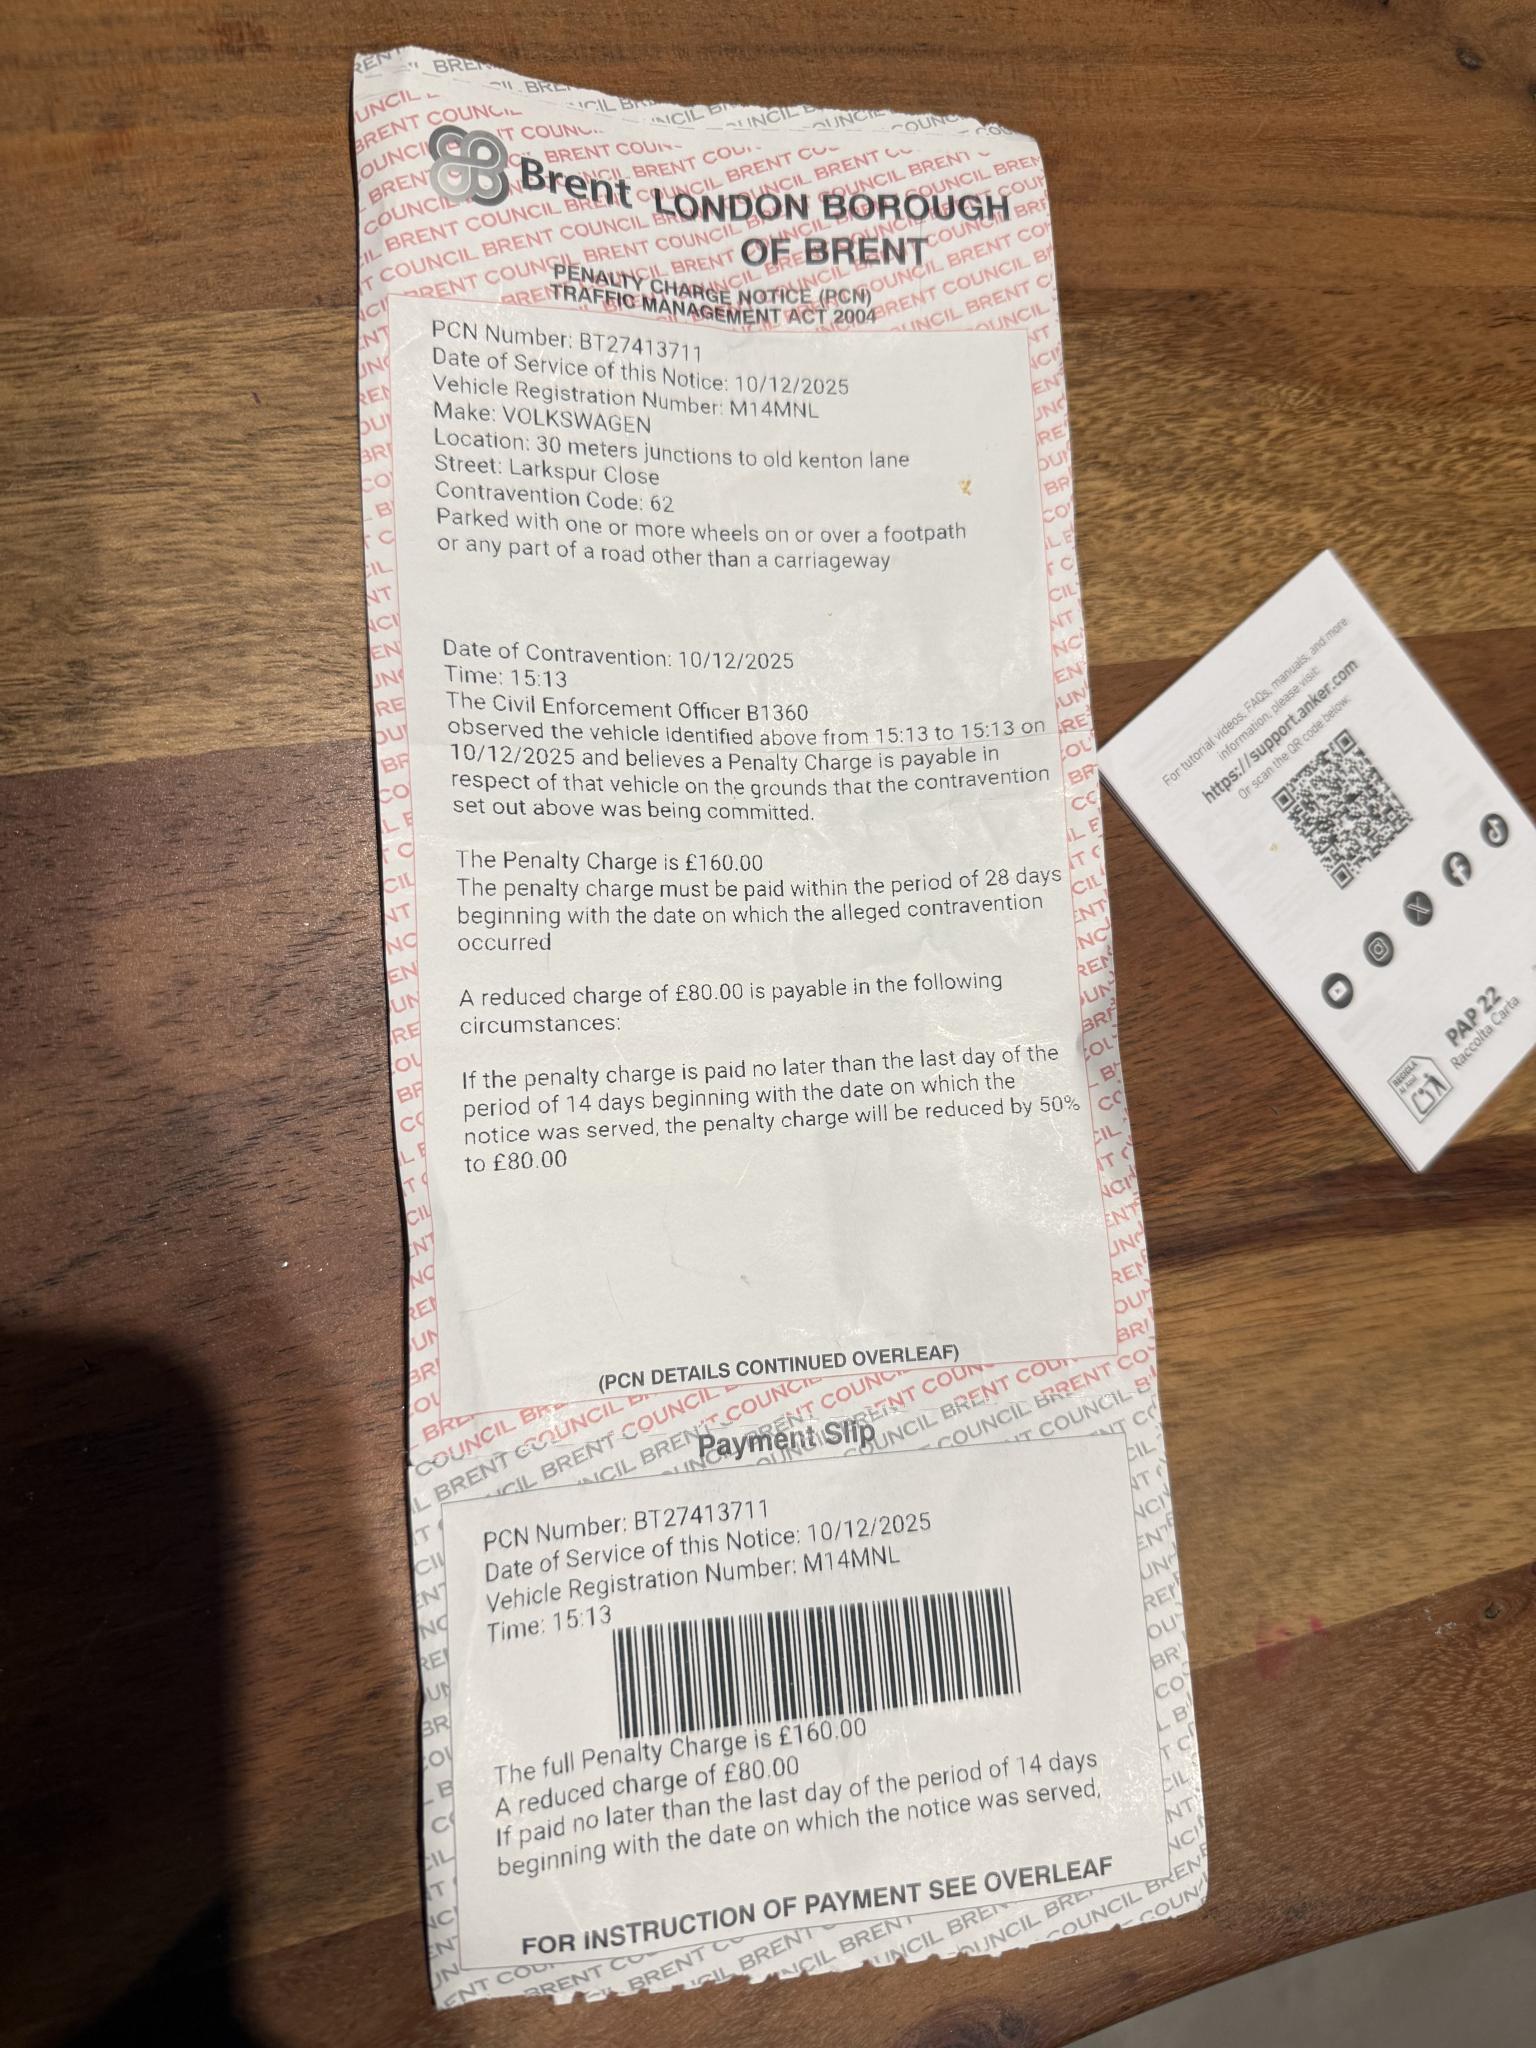 Brent LONDON BOROUGH
OF BRENT
PENALTY CHARGE NOTICE (PCN)
TRAFFIC MANAGEMENT ACT 2004
PCN Number: BT27413711
Date of Service of this Notice: 10/12/2025
Vehicle Registration Number: M14MNL
Make: VOLKSWAGEN
Location: 30 meters junctions to old kenton lane
Street: Larkspur Close
Contravention Code: 62
Parked with one or more wheels on or over a footpath
or any part of a road other than a carriageway
Date of Contravention: 10/12/2025
Time: 15:13
The Civil Enforcement Officer B1360
observed the vehicle identified above from 15:13 to 15:13 on
10/12/2025 and believes a Penalty Charge is payable in
respect of that vehicle on the grounds that the contravention
set out above was being committed.
The Penalty Charge is £160.00
The penalty charge must be paid within the period of 28 days
beginning with the date on which the alleged contravention
occurred
A reduced charge of £80.00 is payable in the following
circumstances:
If the penalty charge is paid no later than the last day of the
period of 14 days beginning with the date on which the
notice was served, the penalty charge will be reduced by 50%
to £80.00
(PCN DETAILS CONTINUED OVERLEAF)
Payment Slip
PCN Number: BT27413711
Date of Service of this Notice: 10/12/2025
Vehicle Registration Number: M14MNL
Time: 15:13
The full Penalty Charge is £160.00
A reduced charge of £80.00
If paid no later than the last day of the period of 14 days
beginning with the date on which the notice was served,
FOR INSTRUCTION OF PAYMENT SEE OVERLEAF
For tutorial videos, FAQs, manuals, and more
information, please visit:
https://support.anker.com
Or scan the QR code below:
PAP 22
Raccolta Carta